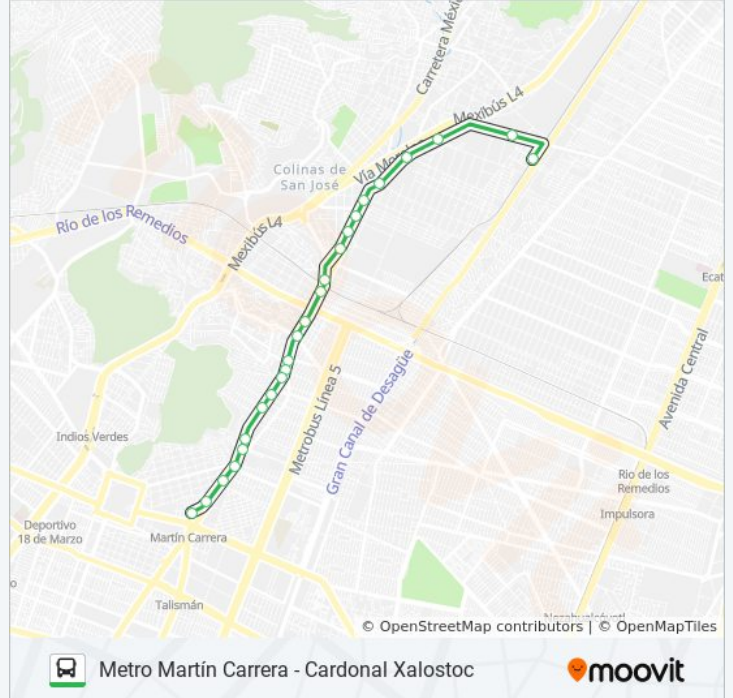 Carretera Méxi
Mexibús L4
Vía Morelos
Colinas de
San José
Río de los Remedios
Mexibús L4
Ecat
Avenida Central
Metrobus Línea 5
Gran Canal de Desagüe
Indios Verdes
Río de los
Remedios
Impulsora
Deportivo
18 de Marzo
Martín Carrera
o
Talismán
© OpenStreetMap contributors | © OpenMapTiles
Metro Martín Carrera - Cardonal Xalostoc
moovit